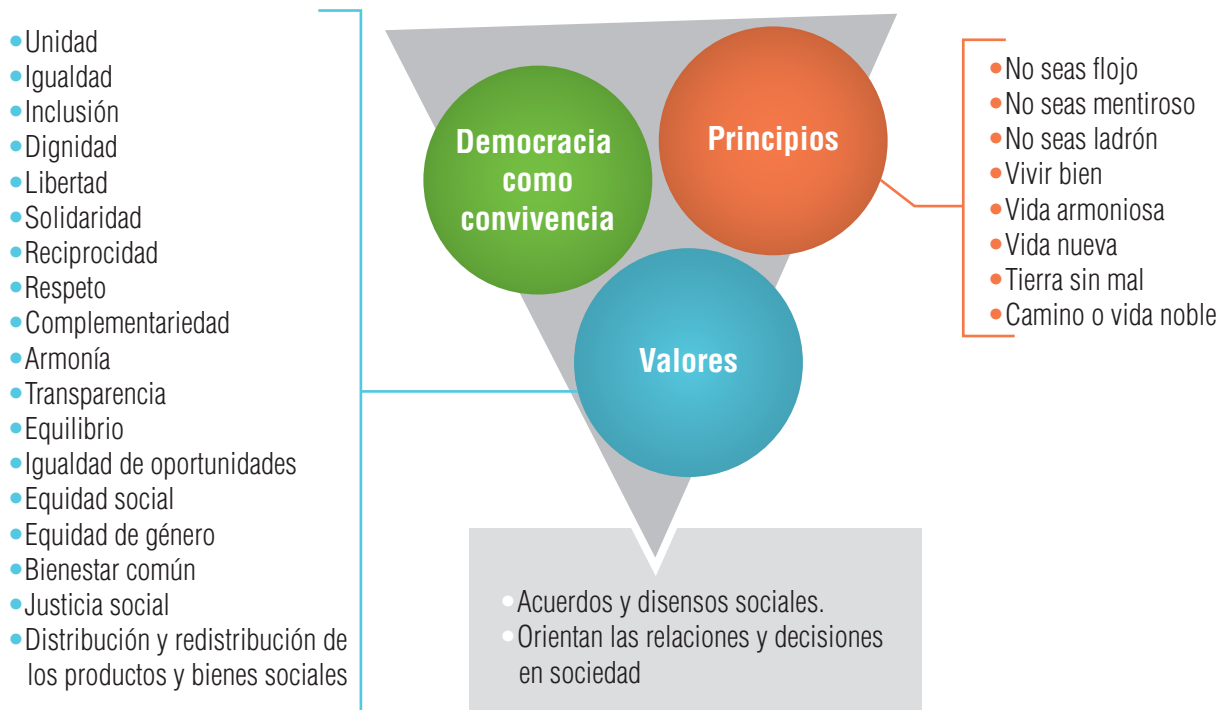 •Unidad
•Igualdad
•Inclusión
•Dignidad
•Libertad
•Solidaridad
•Reciprocidad
•Respeto
•Complementariedad
•Armonía
•Transparencia
•Equilibrio
•Igualdad de oportunidades
•Equidad social
•Equidad de género
•Bienestar común
•Justicia social
•Distribución y redistribución de
los productos y bienes sociales
Democracia
como
convivencia
Principios
Valores
•No seas flojo
•No seas mentiroso
•No seas ladrón
•Vivir bien
•Vida armoniosa
•Vida nueva
•Tierra sin mal
•Camino o vida noble
•Acuerdos y disensos sociales.
•Orientan las relaciones y decisiones
en sociedad